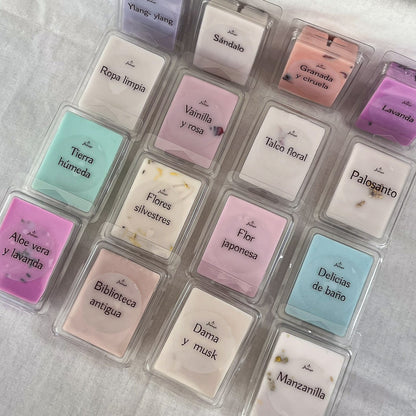 Ylang- ylang
Sándalo
Granada
y ciruela
Lavanda
Ropa limpia
Vainilla
y rosa
Talco floral
Palosanto
Tierra
húmeda
Flores
silvestres
Flor
japonesa
Delicias
de baño
Aloe vera
y lavanda
Biblioteca
antigua
Dama
y musk
Manzanilla